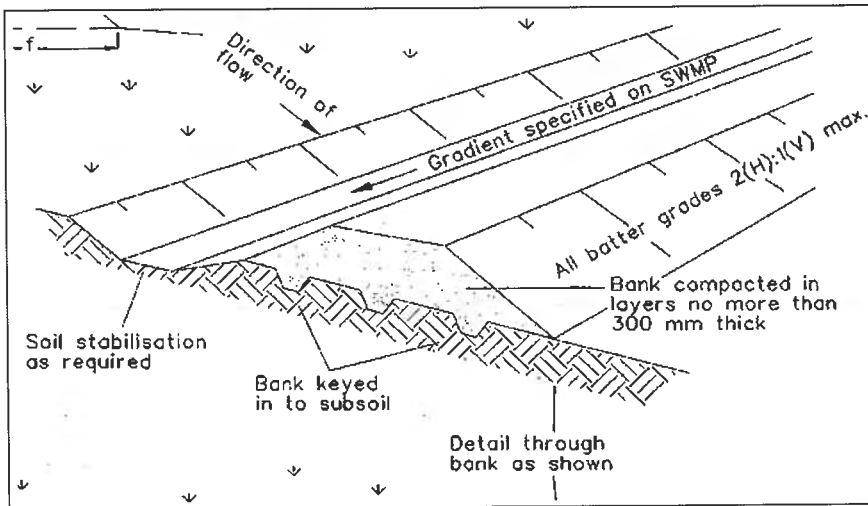 f
Direction of
flow
Gradient specified on SWMP
All batter grades 2(H):1(V) max.
Bank compacted in
layers no more than
300 mm thick
Soil stabilisation
as required
Bank keyed
in to subsoil
Detail through
bank as shown